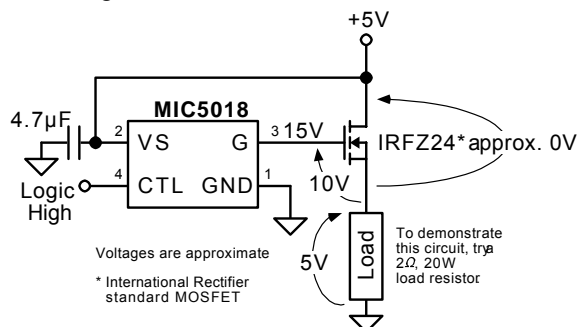 +5V
MIC5018
4.7µF
2 VS G 3 15V
IRFZ24* approx. 0V
4 CTL GND 1
Logic
High
10V
Voltages are approximate
* International Rectifier
standard MOSFET
5V
Load
To demonstrate
this circuit, trya
2Ω, 20W
load resistor.